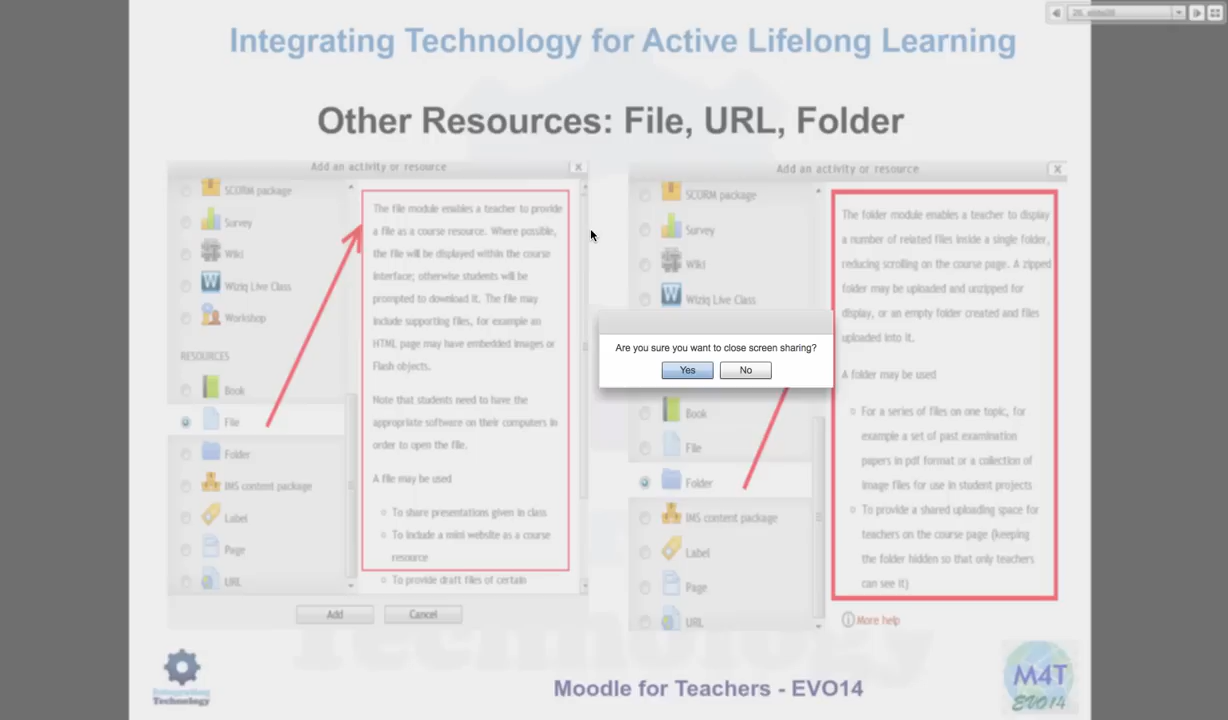 Integrating Technology for Active Lifelong Learning
Other Resources: File, URL, Folder
Add an activity or resource
SCORM package
Survey
Wiki
Wiziq Live Class
Workshop
RESOURCES
Book
File
Folder
IMS content package
Label
Page
URL
Add
Cancel
The file module enables a teacher to provide
a file as a course resource. Where possible,
the file will be displayed within the course
interface; otherwise students will be
prompted to download it. The file may
include supporting files, for example an
HTML page may have embedded images or
Flash objects.
Note that students need to have the
appropriate software on their computers in
order to open the file.
A file may be used
To share presentations given in class
To include a mini website as a course
resource
To provide draft files of certain
Are you sure you want to close screen sharing?
Yes
No
Add an activity or resource
SCORM package
Survey
Wiki
Wiziq Live Class
Book
File
Folder
IMS content package
Label
Page
URL
The folder module enables a teacher to display
a number of related files inside a single folder,
reducing scrolling on the course page. A zipped
folder may be uploaded and unzipped for
display, or an empty folder created and files
uploaded into it.
A folder may be used
For a series of files on one topic, for
example a set of past examination
papers in pdf format or a collection of
image files for use in student projects
To provide a shared uploading space for
teachers on the course page (keeping
the folder hidden so that only teachers
can see it)
More help
Technology
Integrating
Technology
Moodle for Teachers - EVO14
M4T
EVO14